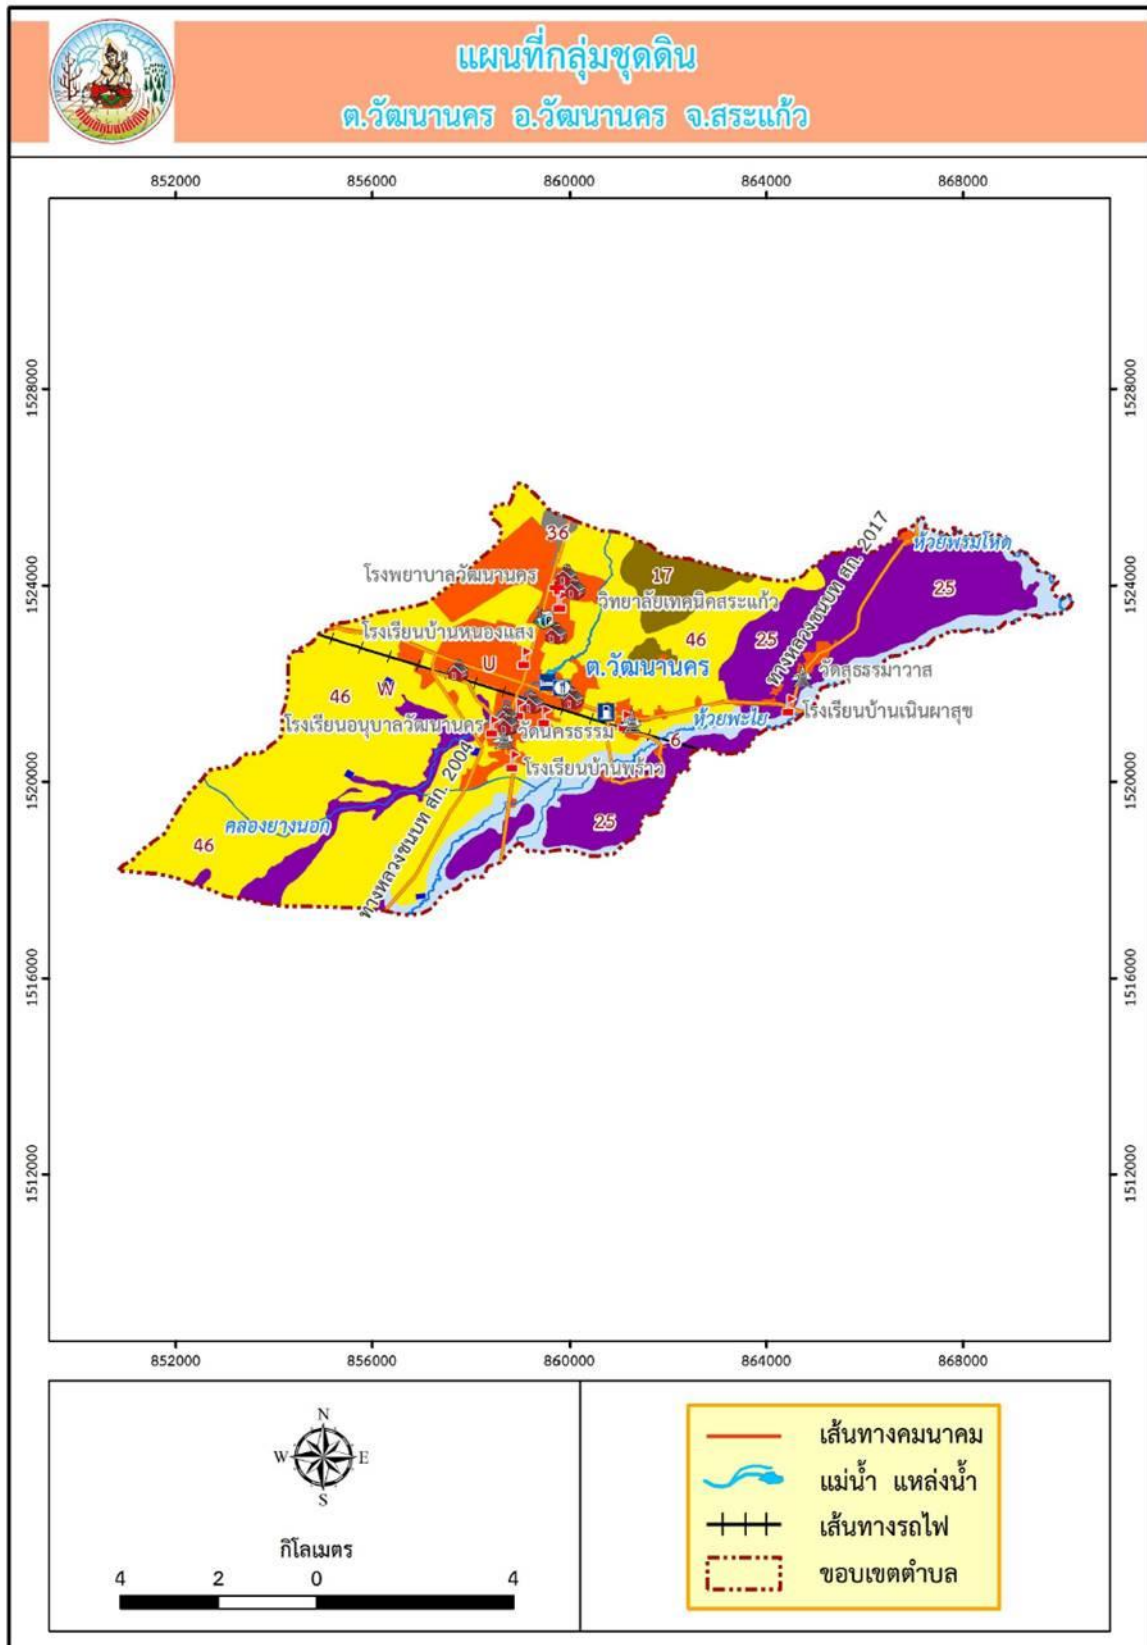 แผนที่กลุ่มชุดดิน
ต.วัฒนานคร อ.วัฒนานคร จ.สระแก้ว
852000 856000 860000 864000 868000
1528000 1528000
36
ทางหลวงชนบท สก. 2017
ห้วยพรมโหด
โรงพยาบาลวัฒนานคร
17
1524000 1524000
วิทยาลัยเทคนิคสระแก้ว
25
โรงเรียนบ้านหนองแสง
46
25
U
ต.วัฒนานคร
วัดสุธรรมาวาส
46
W
โรงเรียนบ้านเนินผาสุข
โรงเรียนอนุบาลวัฒนานคร
วัดนครธรรม
ห้วยพะใย
6
โรงเรียนบ้านพร้าว
1520000 1520000
ทางหลวงชนบท สก. 2004
คลองยางนอก
25
46
1516000 1516000
1512000 1512000
852000 856000 860000 864000 868000
N
W E
S
กิโลเมตร
4 2 0 4
เส้นทางคมนาคม
แม่น้ำ แหล่งน้ำ
เส้นทางรถไฟ
ขอบเขตตำบล